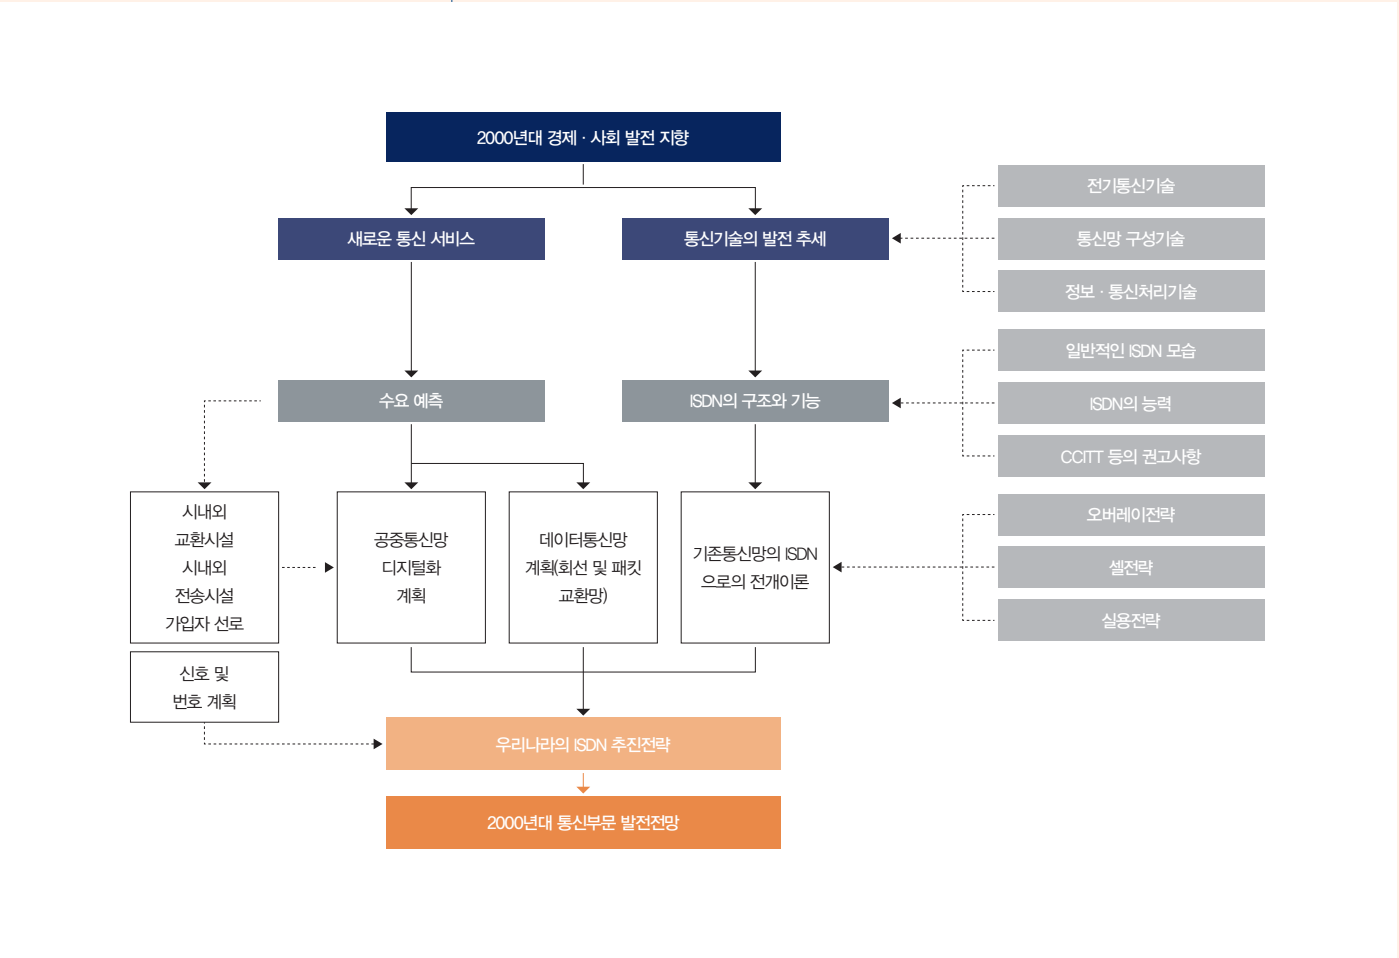 2000년대 경제 · 사회 발전 지향
새로운 통신 서비스
통신기술의 발전 추세
전기통신기술
통신망 구성기술
정보 · 통신처리기술
수요 예측
ISDN의 구조와 기능
일반적인 ISDN 모습
ISDN의 능력
CCITT 등의 권고사항
시내외
교환시설
시내외
전송시설
가입자 선로
공중통신망
디지털화
계획
데이터통신망
계획(회선 및 패킷
교환망)
기존통신망의 ISDN
으로의 전개이론
오버레이전략
셀전략
실용전략
신호 및
번호 계획
우리나라의 ISDN 추진전략
2000년대 통신부문 발전전망